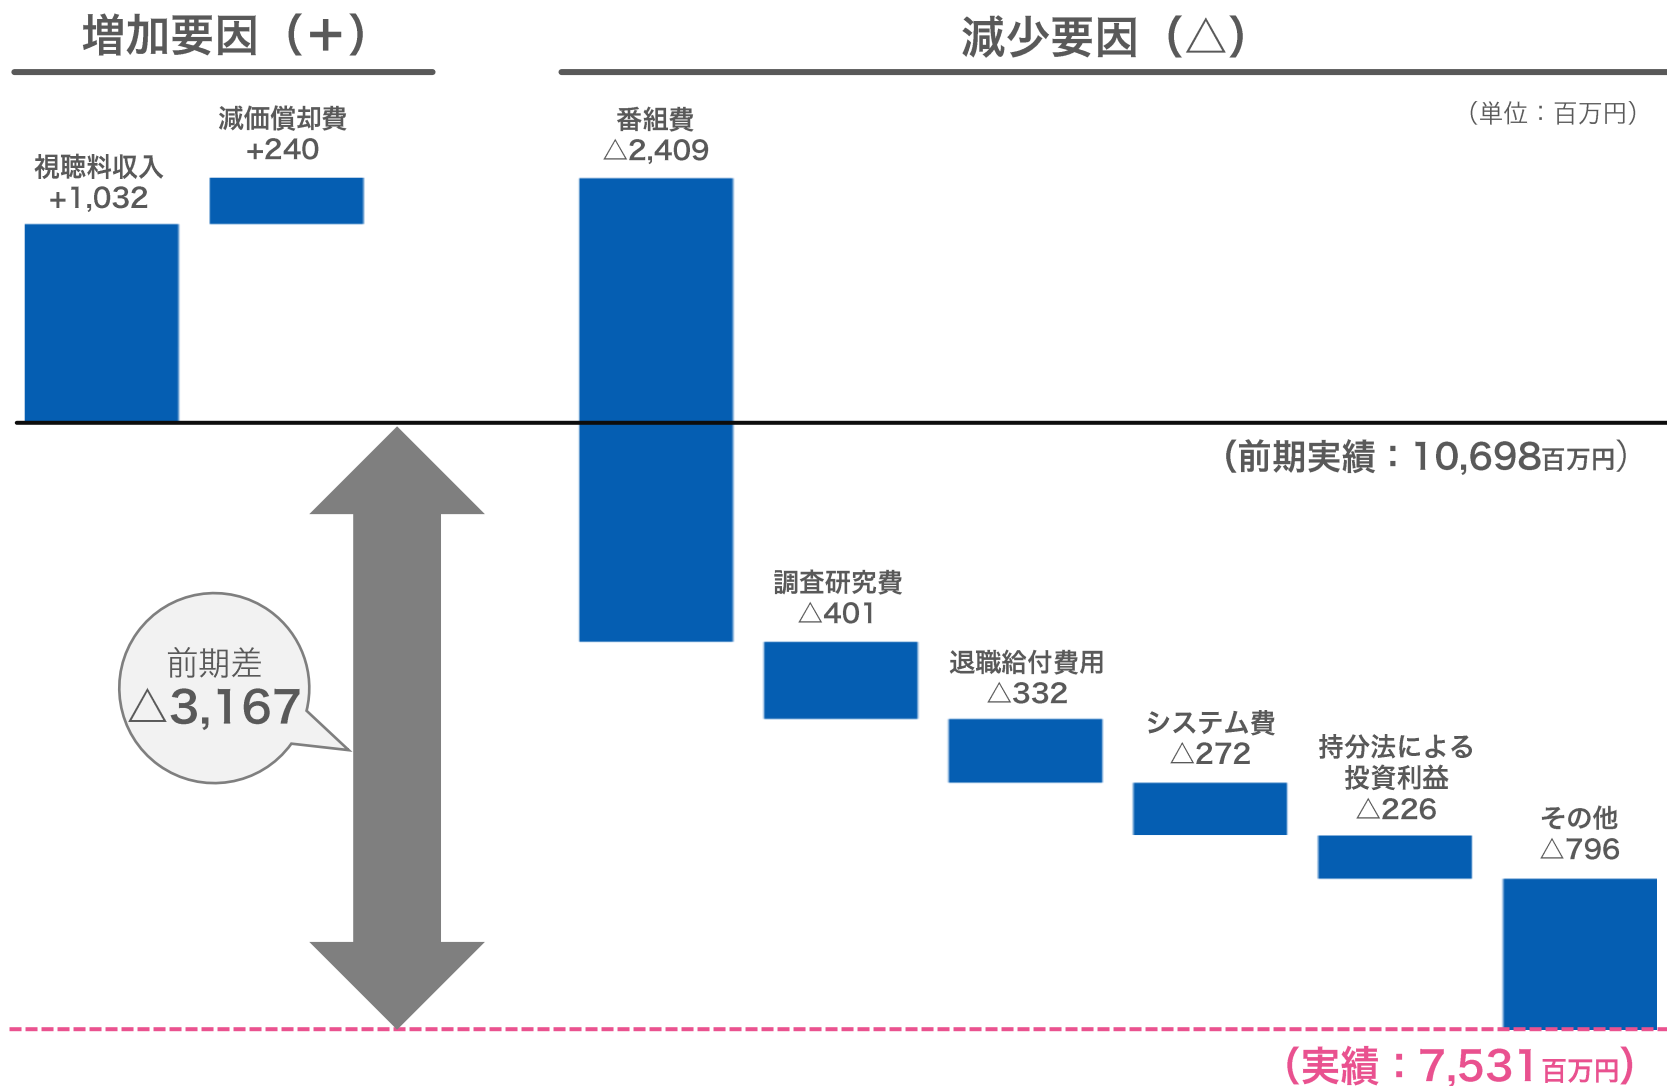 増加要因（＋）
減少要因（△）
（単位：百万円）
視聴料収入
+1,032
減価償却費
+240
番組費
△2,409
（前期実績：10,698百万円）
調査研究費
△401
退職給付費用
△332
システム費
△272
持分法による
投資利益
△226
その他
△796
前期差
△3,167
（実績：7,531百万円）